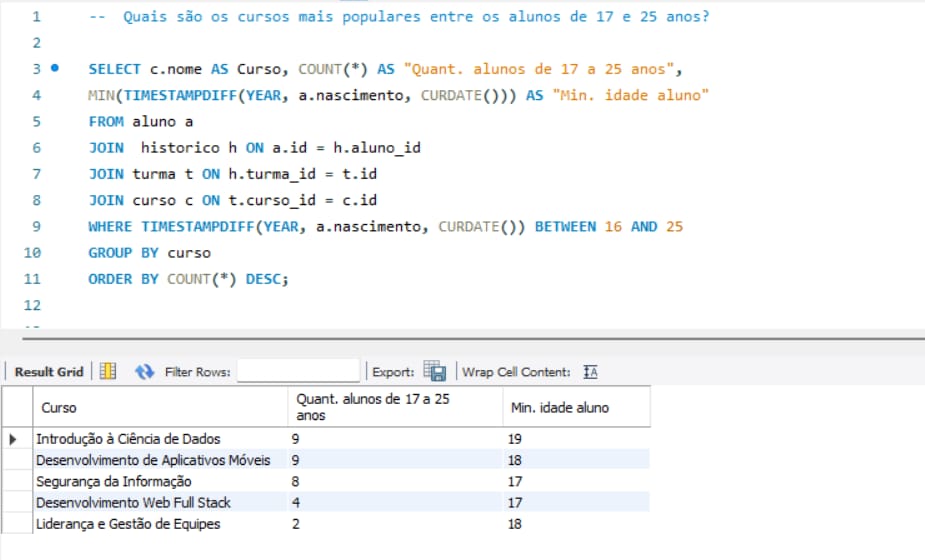 1 -- Quais são os cursos mais populares entre os alunos de 17 e 25 anos?
2
3 SELECT c.nome AS Curso, COUNT(*) AS "Quant. alunos de 17 a 25 anos",
4 MIN(TIMESTAMPDIFF(YEAR, a.nascimento, CURDATE())) AS "Min. idade aluno"
5 FROM aluno a
6 JOIN  historico h ON a.id = h.aluno_id
7 JOIN turma t ON h.turma_id = t.id
8 JOIN curso c ON t.curso_id = c.id
9 WHERE TIMESTAMPDIFF(YEAR, a.nascimento, CURDATE()) BETWEEN 16 AND 25
10 GROUP BY curso
11 ORDER BY COUNT(*) DESC;
12
Result Grid Filter Rows: Export: Wrap Cell Content:
Curso Quant. alunos de 17 a 25 anos Min. idade aluno
Introdução à Ciência de Dados 9 19
Desenvolvimento de Aplicativos Móveis 9 18
Segurança da Informação 8 17
Desenvolvimento Web Full Stack 4 17
Liderança e Gestão de Equipes 2 18